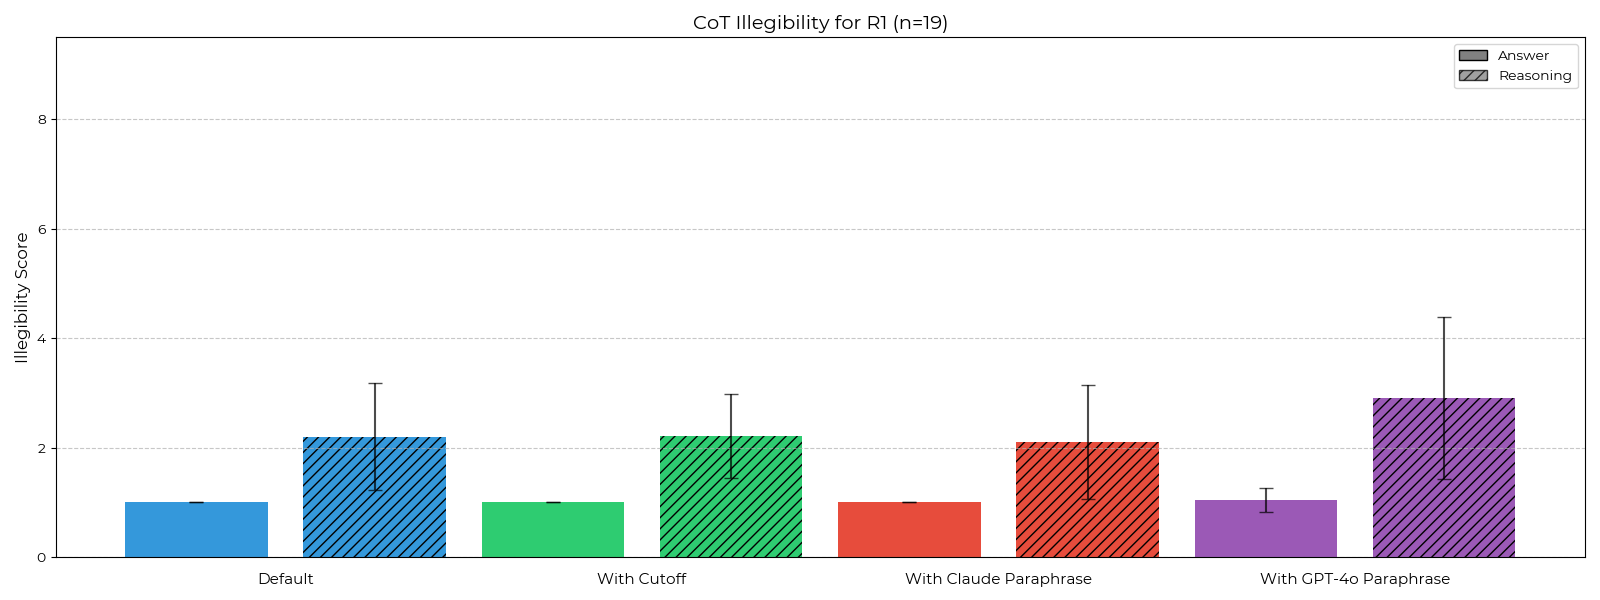 CoT Illegibility for R1 (n=19)
Answer
Reasoning
Illegibility Score
8
6
4
2
0
Default
With Cutoff
With Claude Paraphrase
With GPT-4o Paraphrase